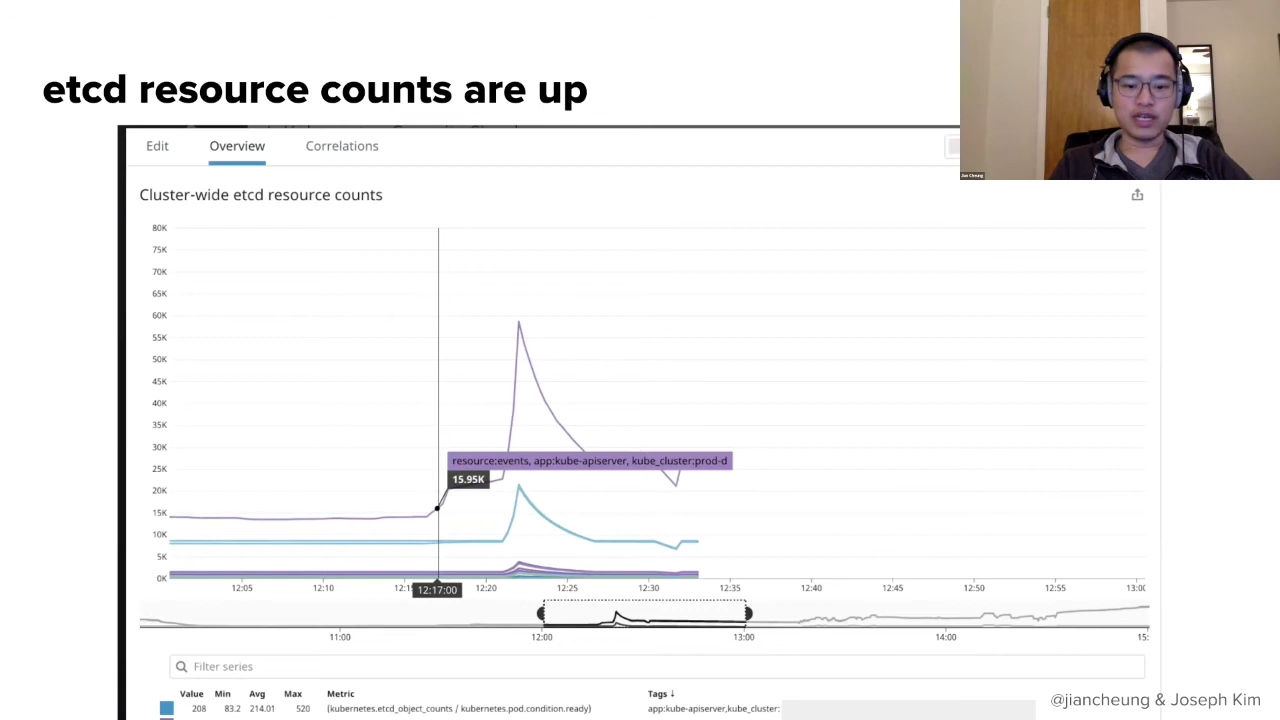 etcd resource counts are up
Edit Overview Correlations
Cluster-wide etcd resource counts
80K
75K
70K
65K
60K
55K
50K
45K
40K
35K
30K
25K
20K
15K
10K
5K
0K
resource:events, app:kube-apiserver, kube_cluster:prod-d
15.95K
12:05 12:10 12:1 12:17:00 12:20 12:25 12:30 12:35 12:40 12:45 12:50 12:55 13:00
11:00 12:00 13:00 14:00 15:
Filter series
Value Min Avg Max Metric Tags ↓
208 83.2 214.01 520 (kubernetes.etcd_object_counts / kubernetes.pod.condition.ready) app:kube-apiserver,kube_cluster:
Jian Cheung
@jiancheung & Joseph Kim